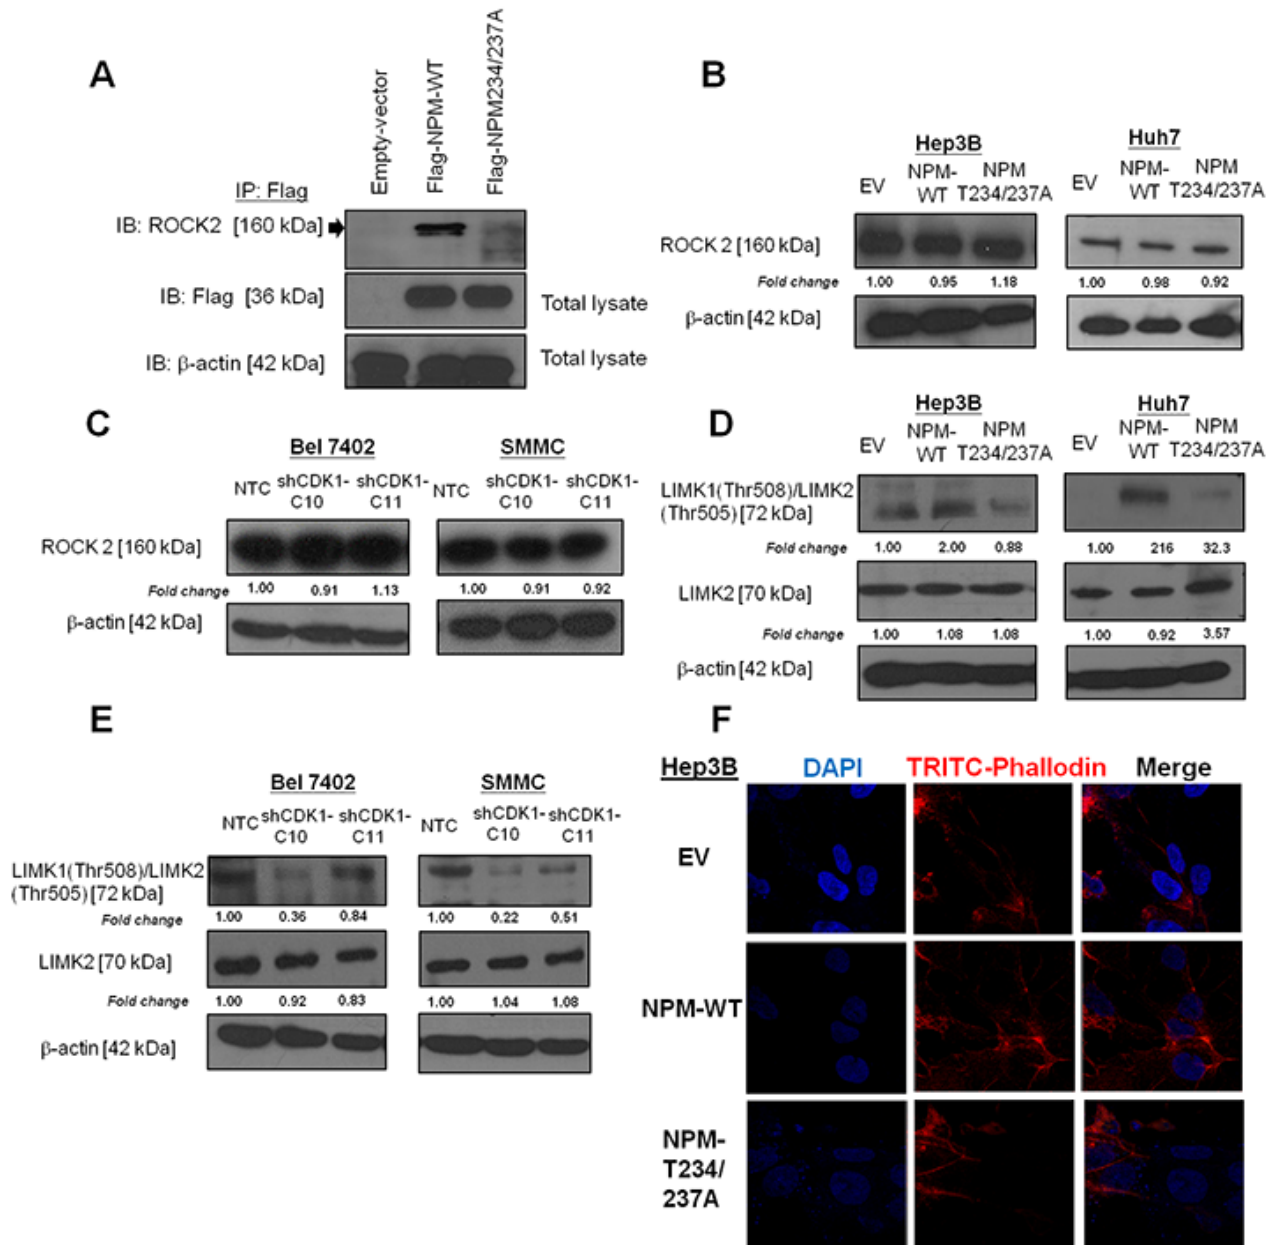 A
Empty-vector
Flag-NPM-WT
Flag-NPM234/237A
IP: Flag
IB: ROCK2 [160 kDa]
IB: Flag [36 kDa]
Total lysate
IB: β-actin [42 kDa]
Total lysate
B
Hep3B
Huh7
EV
NPM-
WT
NPM
T234/237A
EV
NPM-
WT
NPM
T234/237A
ROCK 2 [160 kDa]
Fold change
1.00 0.95 1.18
1.00 0.98 0.92
β-actin [42 kDa]
C
Bel 7402
SMMC
NTC
shCDK1-
C10
shCDK1-
C11
NTC
shCDK1-
C10
shCDK1-
C11
ROCK 2 [160 kDa]
Fold change
1.00 0.91 1.13
1.00 0.91 0.92
β-actin [42 kDa]
D
Hep3B
Huh7
EV
NPM-
WT
NPM
T234/237A
EV
NPM-
WT
NPM
T234/237A
LIMK1(Thr508)/LIMK2
(Thr505) [72 kDa]
Fold change
1.00 2.00 0.88
1.00 216 32.3
LIMK2 [70 kDa]
Fold change
1.00 1.08 1.08
1.00 0.92 3.57
β-actin [42 kDa]
E
Bel 7402
SMMC
NTC
shCDK1-
C10
shCDK1-
C11
NTC
shCDK1-
C10
shCDK1-
C11
LIMK1(Thr508)/LIMK2
(Thr505) [72 kDa]
Fold change
1.00 0.36 0.84
1.00 0.22 0.51
LIMK2 [70 kDa]
Fold change
1.00 0.92 0.83
1.00 1.04 1.08
β-actin [42 kDa]
F
Hep3B
DAPI
TRITC-Phallodin
Merge
EV
NPM-WT
NPM-
T234/
237A